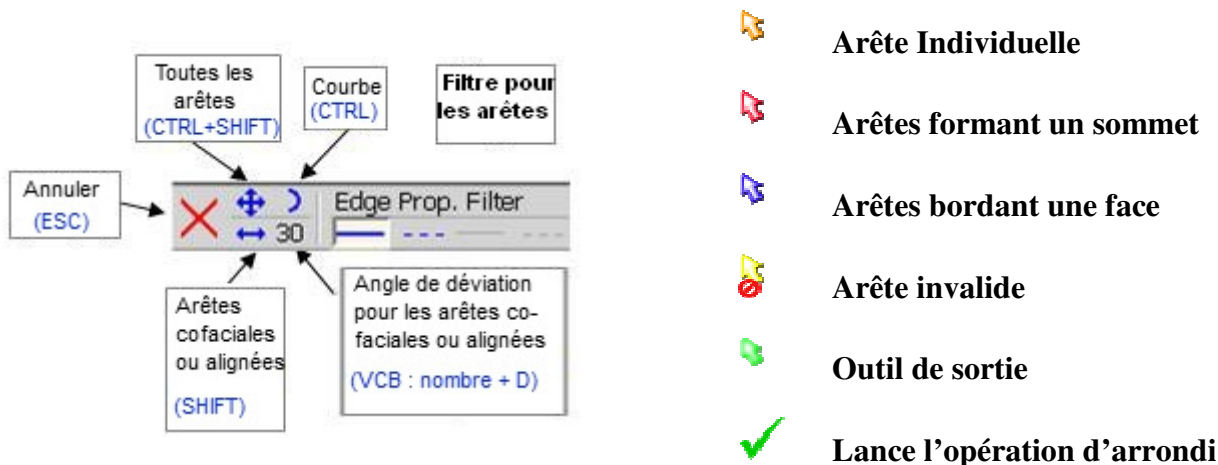 Toutes les
arêtes
(CTRL+SHIFT)
Courbe
(CTRL)
Filtre pour
les arétes
Annuler
(ESC)
Edge Prop. Filter
30
Arêtes
cofaciales
ou alignées
(SHIFT)
Angle de déviation
pour les arêtes co-
faciales ou alignées
(VCB : nombre + D)
Arête Individuelle
Arêtes formant un sommet
Arêtes bordant une face
Arête invalide
Outil de sortie
Lance l’opération d’arrondi